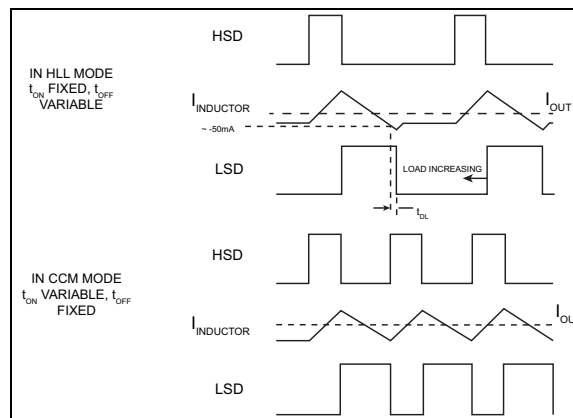 HSD
IN HLL MODE
tON FIXED, tOFF
VARIABLE
IINDUCTOR
IOUT
~ -50mA
LSD
LOAD INCREASING
tDL
HSD
IN CCM MODE
tON VARIABLE, tOFF
FIXED
IINDUCTOR
IOU
LSD